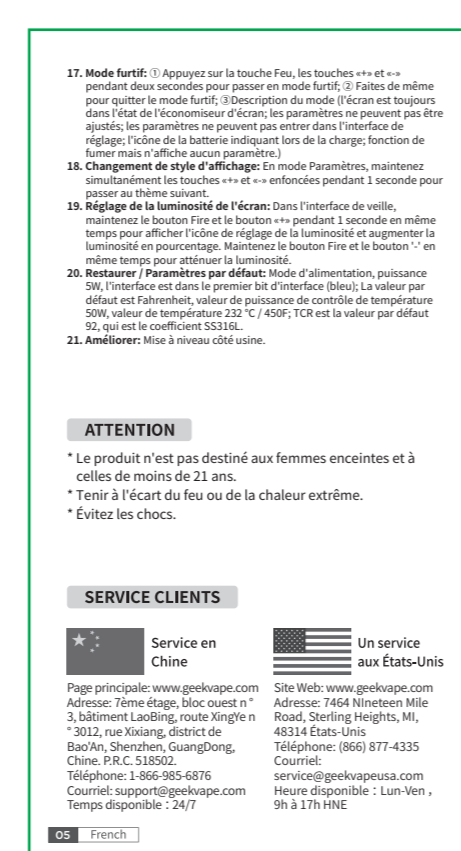 17. Mode furtif: ① Appuyez sur la touche Feu, les touches «+» et «-»
pendant deux secondes pour passer en mode furtif; ② Faites de même
pour quitter le mode furtif; ③Description du mode (l'écran est toujours
dans l'état de l'économiseur d'écran; les paramètres ne peuvent pas être
ajustés; les paramètres ne peuvent pas entrer dans l'interface de
réglage; l'icône de la batterie indiquant lors de la charge; fonction de
fumer mais n'affiche aucun paramètre.)
18. Changement de style d'affichage: En mode Paramètres, maintenez
simultanément les touches «+» et «-» enfoncées pendant 1 seconde pour
passer au thème suivant.
19. Réglage de la luminosité de l'écran: Dans l'interface de veille,
maintenez le bouton Fire et le bouton «+» pendant 1 seconde en même
temps pour afficher l'icône de réglage de la luminosité et augmenter la
luminosité en pourcentage. Maintenez le bouton Fire et le bouton '-' en
même temps pour atténuer la luminosité.
20. Restaurer / Paramètres par défaut: Mode d'alimentation, puissance
5W, l'interface est dans le premier bit d'interface (bleu); La valeur par
défaut est Fahrenheit, valeur de puissance de contrôle de température
50W, valeur de température 232 °C / 450F; TCR est la valeur par défaut
92, qui est le coefficient SS316L.
21. Améliorer: Mise à niveau côté usine.
ATTENTION
* Le produit n'est pas destiné aux femmes enceintes et à
celles de moins de 21 ans.
* Tenir à l'écart du feu ou de la chaleur extrême.
* Évitez les chocs.
SERVICE CLIENTS
Service en
Chine
Page principale: www.geekvape.com
Adresse: 7ème étage, bloc ouest n °
3, bâtiment LaoBing, route XingYe n
° 3012, rue Xixiang, district de
Bao'An, Shenzhen, GuangDong,
Chine. P.R.C. 518502.
Téléphone: 1-866-985-6876
Courriel: support@geekvape.com
Temps disponible : 24/7
Un service
aux États-Unis
Site Web: www.geekvape.com
Adresse: 7464 NIneteen Mile
Road, Sterling Heights, MI,
48314 États-Unis
Téléphone: (866) 877-4335
Courriel:
service@geekvapeusa.com
Heure disponible : Lun-Ven ,
9h à 17h HNE
05 French